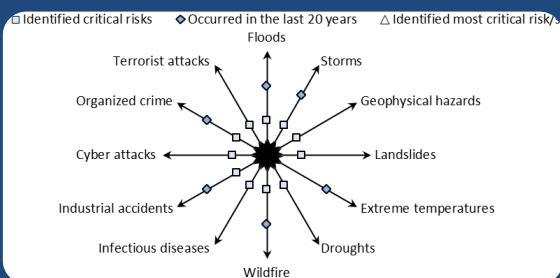 Identified critical risks Occurred in the last 20 years Identified most critical risk/s
Floods
Terrorist attacks Storms
Organized crime Geophysical hazards
Cyber attacks Landslides
Industrial accidents Extreme temperatures
Infectious diseases Droughts
Wildfire